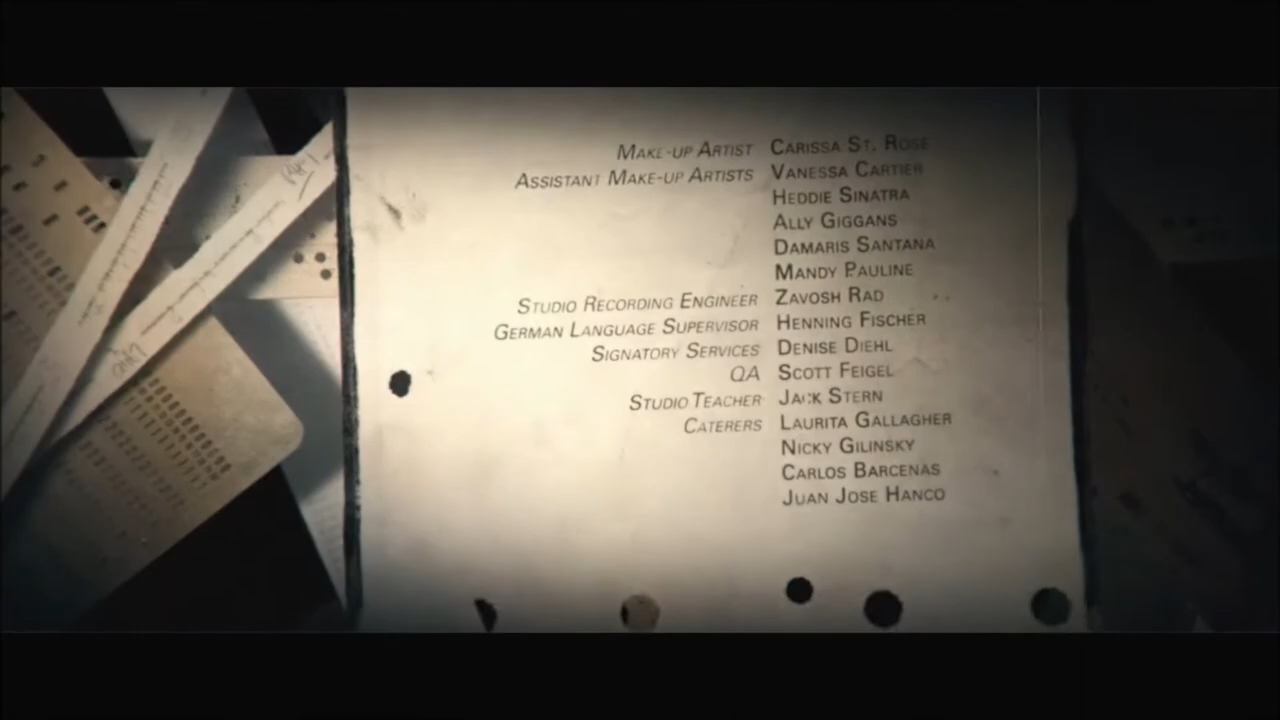 MAKE-UP ARTIST CARISSA ST. ROSE
ASSISTANT MAKE-UP ARTISTS VANESSA CARTIER
HEDDIE SINATRA
ALLY GIGGANS
DAMARIS SANTANA
MANDY PAULINE
STUDIO RECORDING ENGINEER ZAVOSH RAD
GERMAN LANGUAGE SUPERVISOR HENNING FISCHER
SIGNATORY SERVICES DENISE DIEHL
QA SCOTT FEIGEL
STUDIO TEACHER JACK STERN
CATERERS LAURITA GALLAGHER
NICKY GILINSKY
CARLOS BARCENAS
JUAN JOSE HANCO